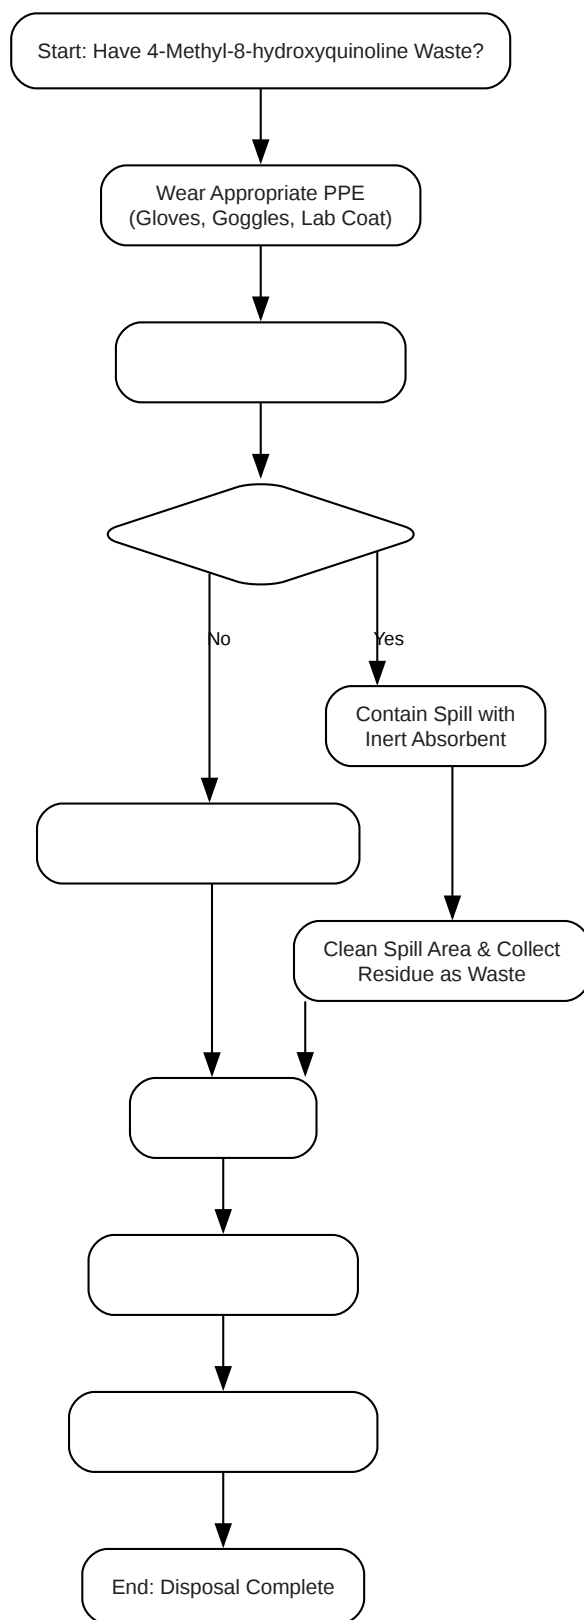 Start: Have 4-Methyl-8-hydroxyquinoline Waste?
Wear Appropriate PPE
(Gloves, Goggles, Lab Coat)
No
Yes
Contain Spill with
Inert Absorbent
Clean Spill Area & Collect
Residue as Waste
End: Disposal Complete